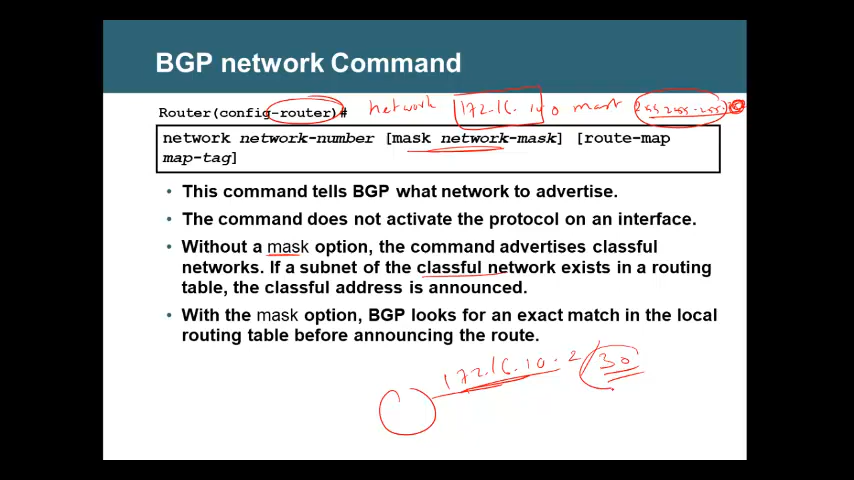 BGP network Command
Router(config-router)# network 172.16.10.0 mask 255.255.255.
network network-number [mask network-mask] [route-map
map-tag]
• This command tells BGP what network to advertise.
• The command does not activate the protocol on an interface.
• Without a mask option, the command advertises classful
networks. If a subnet of the classful network exists in a routing
table, the classful address is announced.
• With the mask option, BGP looks for an exact match in the local
routing table before announcing the route.
172.16.10.2/30